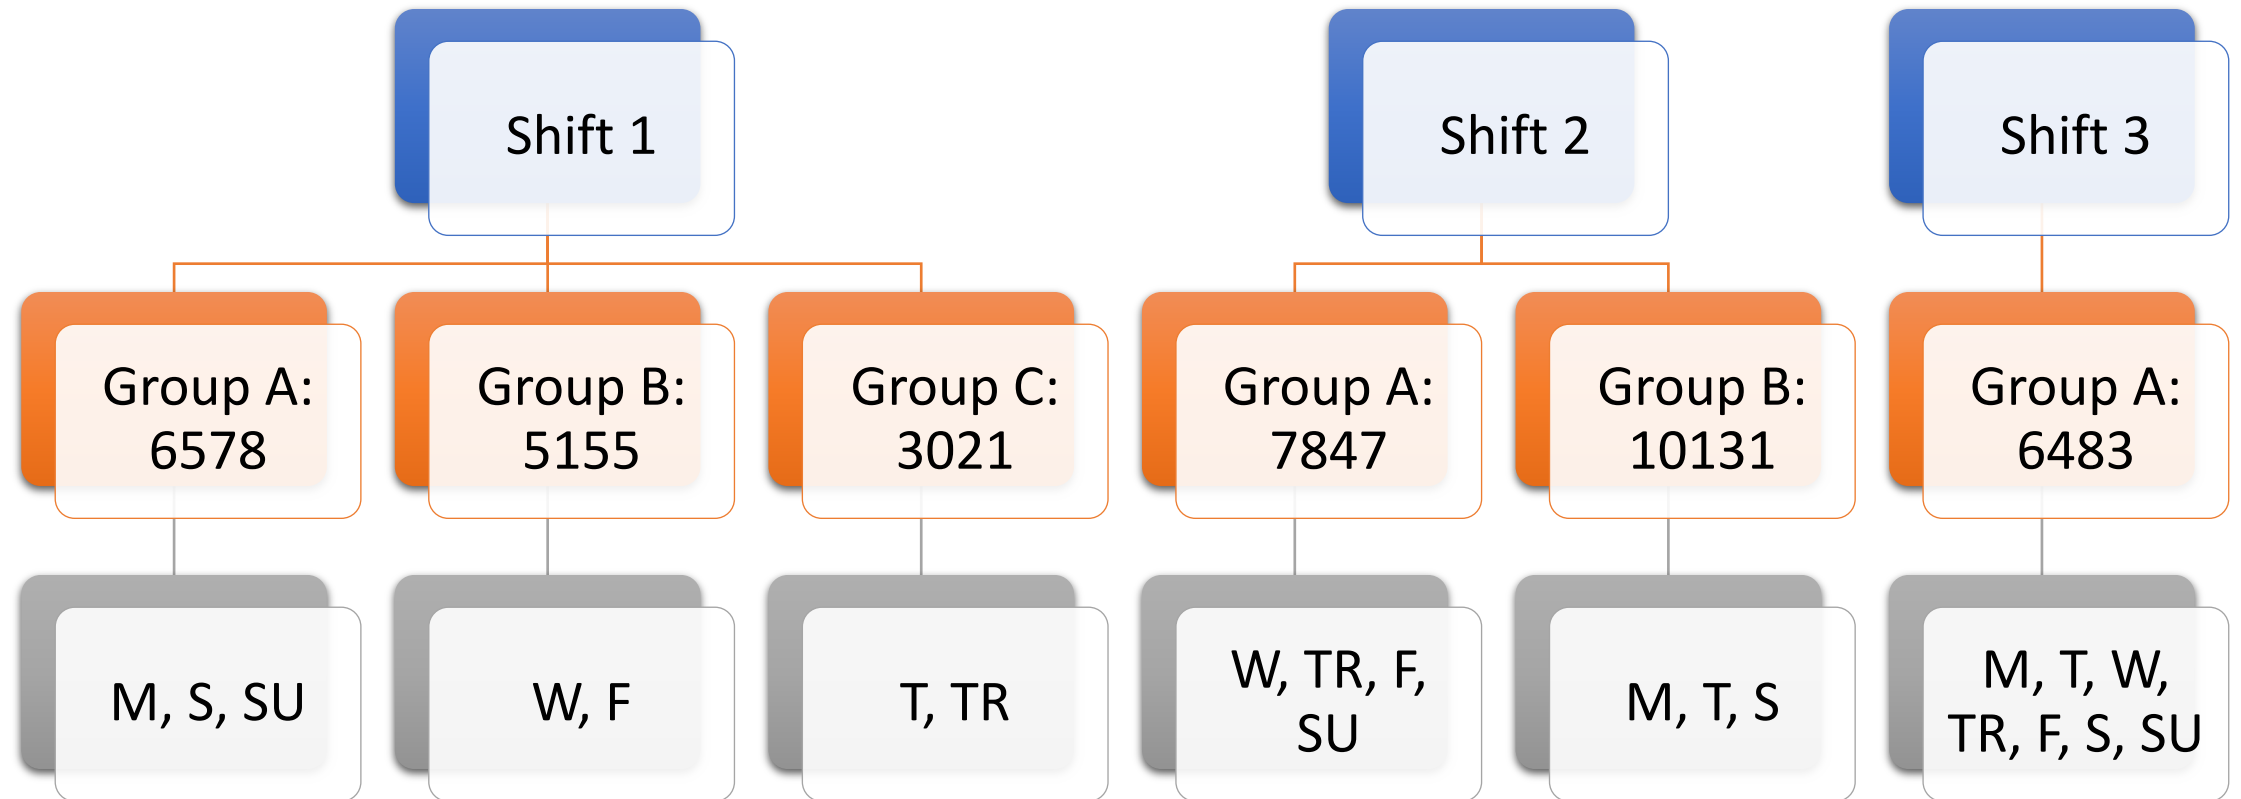 Shift 1
Shift 2
Shift 3
Group A:
6578
Group B:
5155
Group C:
3021
Group A:
7847
Group B:
10131
Group A:
6483
M, S, SU
W, F
T, TR
W, TR, F,
SU
M, T, S
M, T, W,
TR, F, S, SU